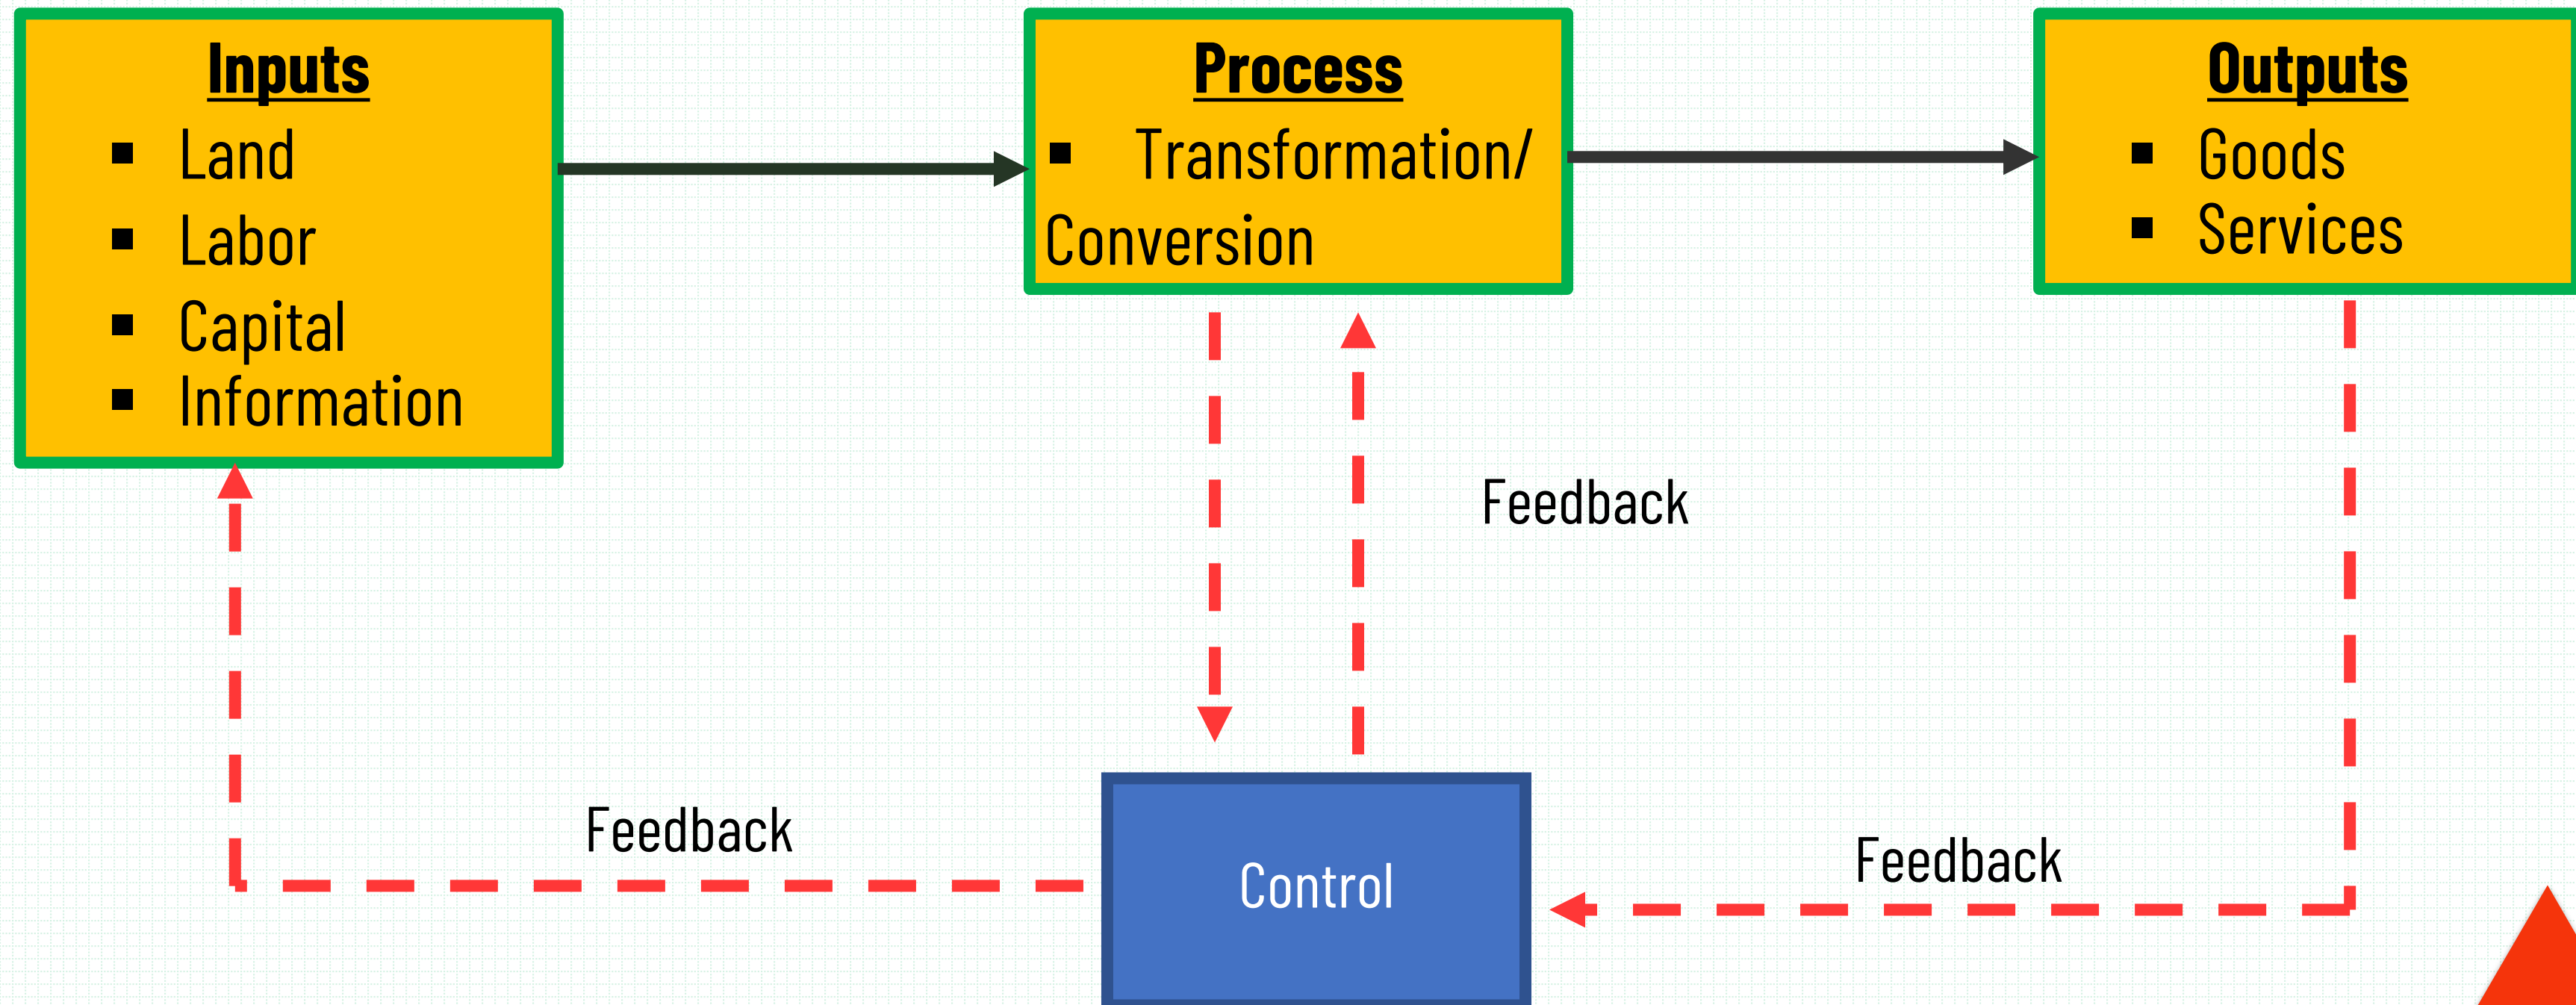 Inputs
▪ Land
▪ Labor
▪ Capital
▪ Information
Process
▪ Transformation/
Conversion
Outputs
▪ Goods
▪ Services
Feedback
Feedback
Feedback
Control